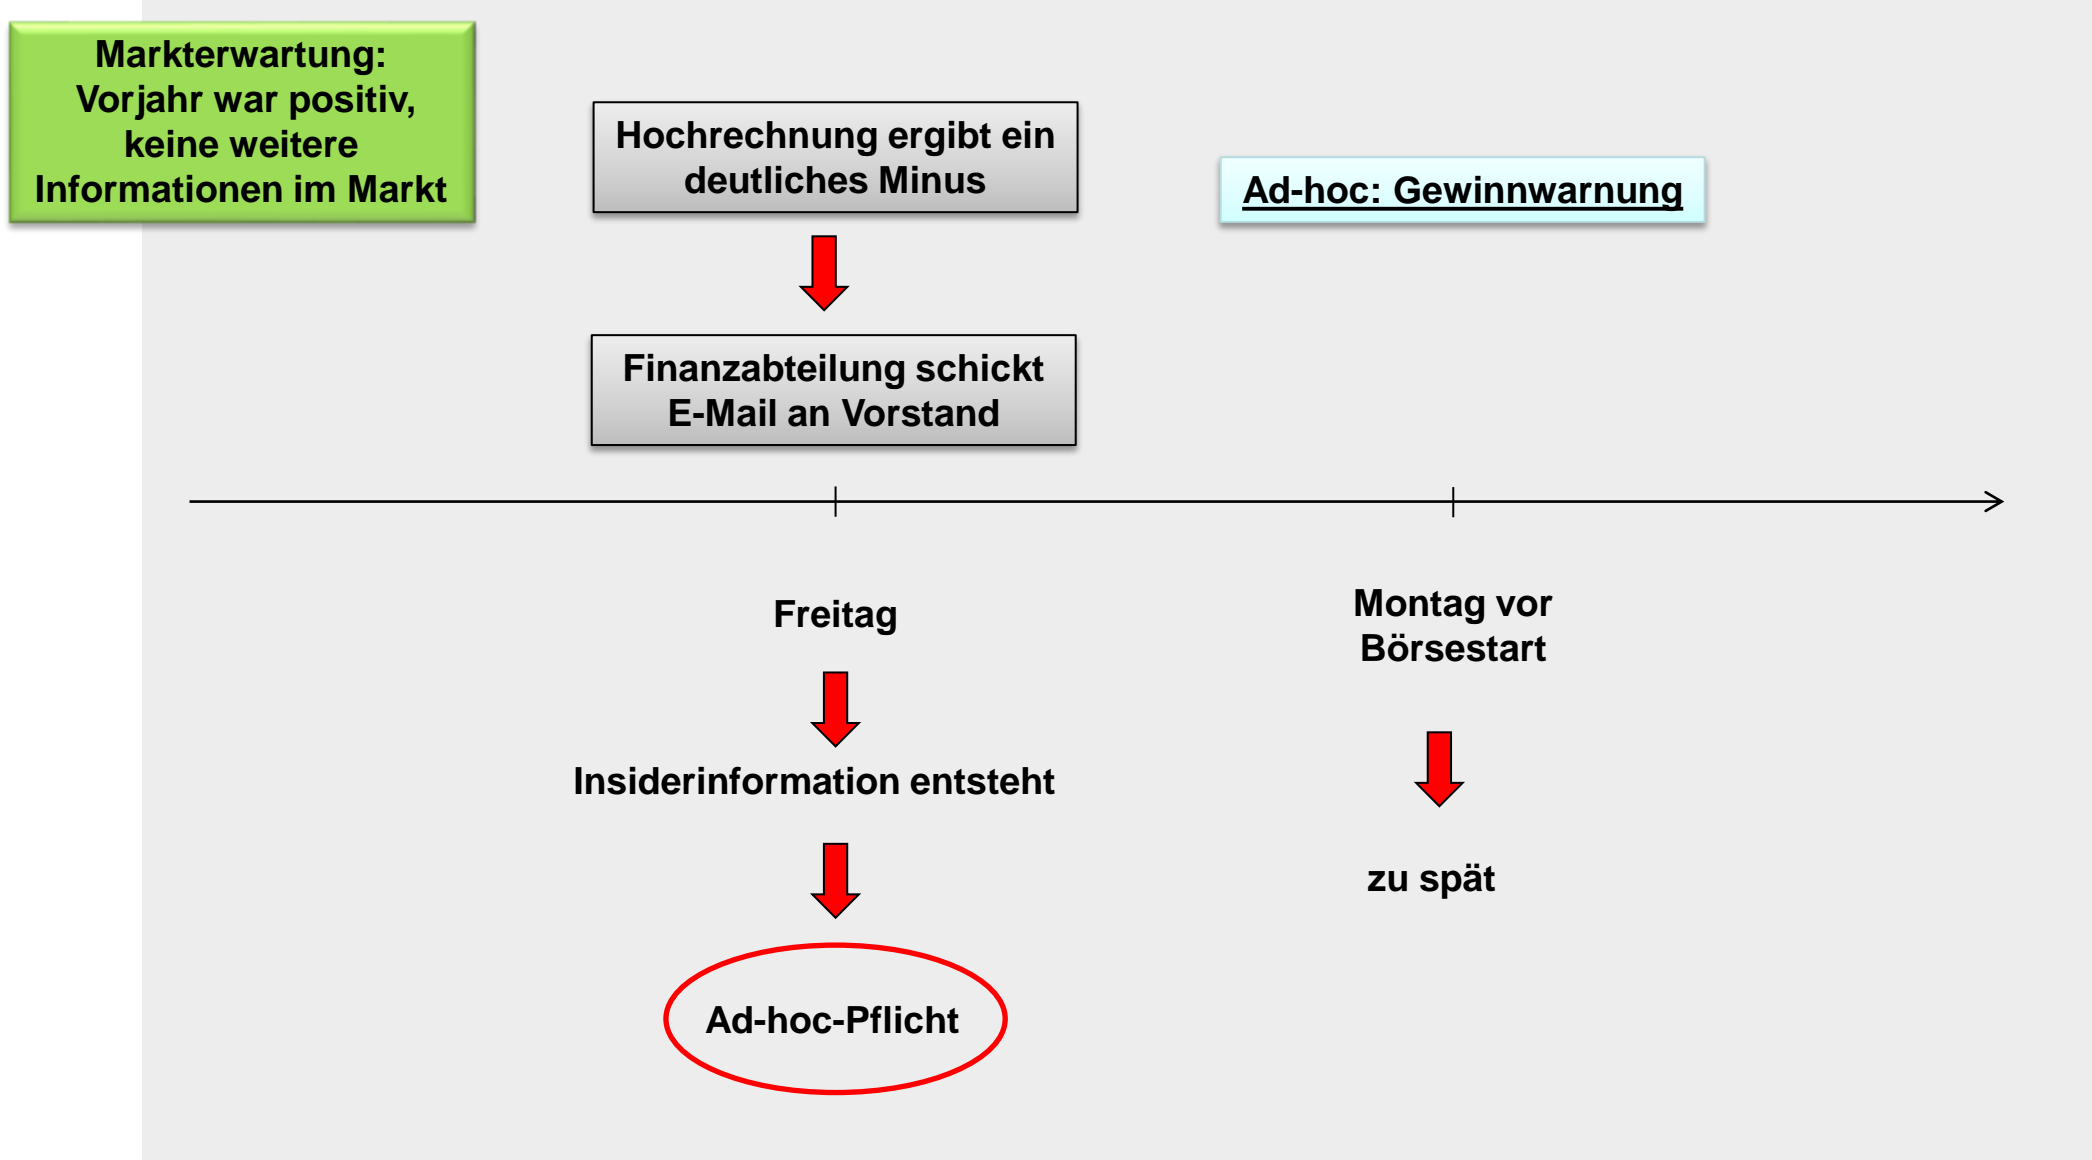 Markterwartung:
Vorjahr war positiv,
keine weitere
Informationen im Markt
Hochrechnung ergibt ein
deutliches Minus
Ad-hoc: Gewinnwarnung
Finanzabteilung schickt
E-Mail an Vorstand
Freitag
Montag vor
Börsestart
Insiderinformation entsteht
zu spät
Ad-hoc-Pflicht